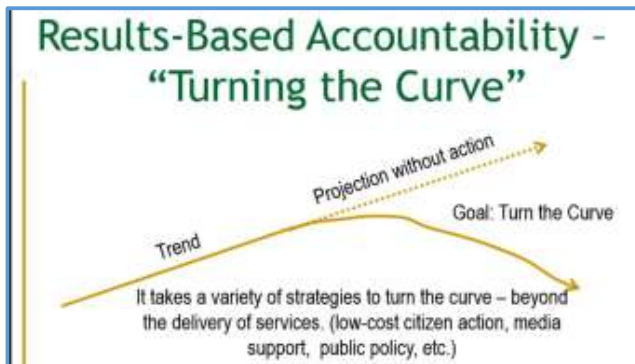 Results-Based Accountability -
“Turning the Curve”
Projection without action
Goal: Turn the Curve
Trend
It takes a variety of strategies to turn the curve – beyond
the delivery of services. (low-cost citizen action, media
support, public policy, etc.)